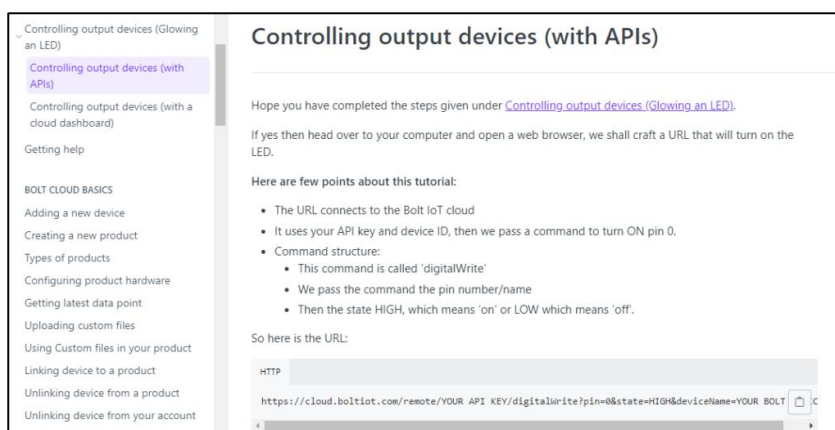 Controlling output devices (Glowing
an LED)
Controlling output devices (with
APIs)
Controlling output devices (with a
cloud dashboard)
Getting help
BOLT CLOUD BASICS
Adding a new device
Creating a new product
Types of products
Configuring product hardware
Getting latest data point
Uploading custom files
Using Custom files in your product
Linking device to a product
Unlinking device from a product
Unlinking device from your account
Controlling output devices (with APIs)
Hope you have completed the steps given under Controlling output devices (Glowing an LED).
If yes then head over to your computer and open a web browser, we shall craft a URL that will turn on the
LED.
Here are few points about this tutorial:
• The URL connects to the Bolt IoT cloud
• It uses your API key and device ID, then we pass a command to turn ON pin 0.
• Command structure:
• This command is called 'digitalWrite'
• We pass the command the pin number/name
• Then the state HIGH, which means 'on' or LOW which means 'off'.
So here is the URL:
HTTP
https://cloud.boltiot.com/remote/YOUR API KEY/digitalWrite?pin=0&state=HIGH&deviceName=YOUR BOLT